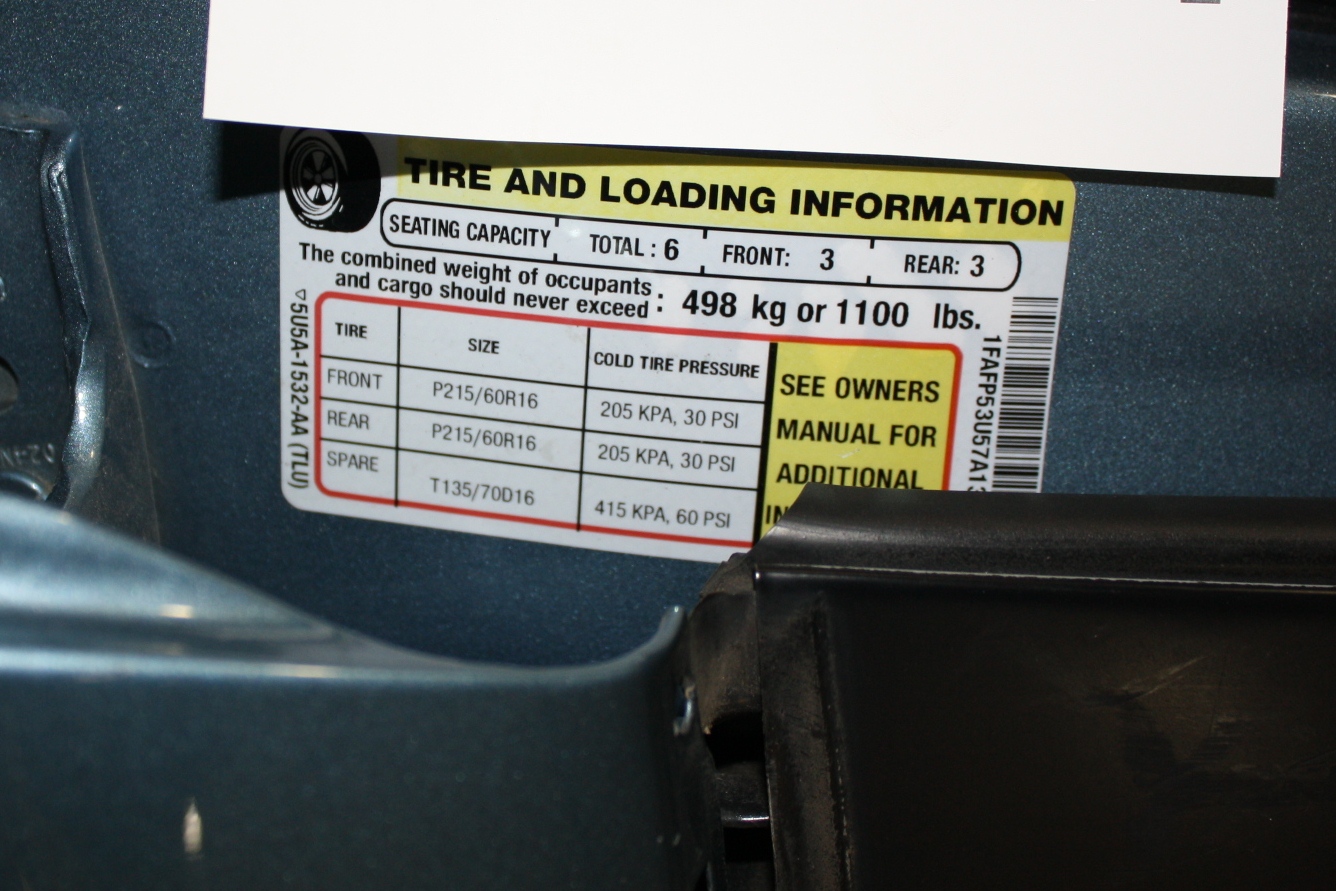 TIRE AND LOADING INFORMATION
SEATING CAPACITY TOTAL : 6 FRONT: 3 REAR: 3
The combined weight of occupants
and cargo should never exceed : 498 kg or 1100 lbs.
TIRE SIZE COLD TIRE PRESSURE
FRONT P215/60R16 205 KPA, 30 PSI
REAR P215/60R16 205 KPA, 30 PSI
SPARE T135/70D16 415 KPA, 60 PSI
SEE OWNERS
MANUAL FOR
ADDITIONAL
5U5A-1532-AA (TLU)
1FAFP53U57A13